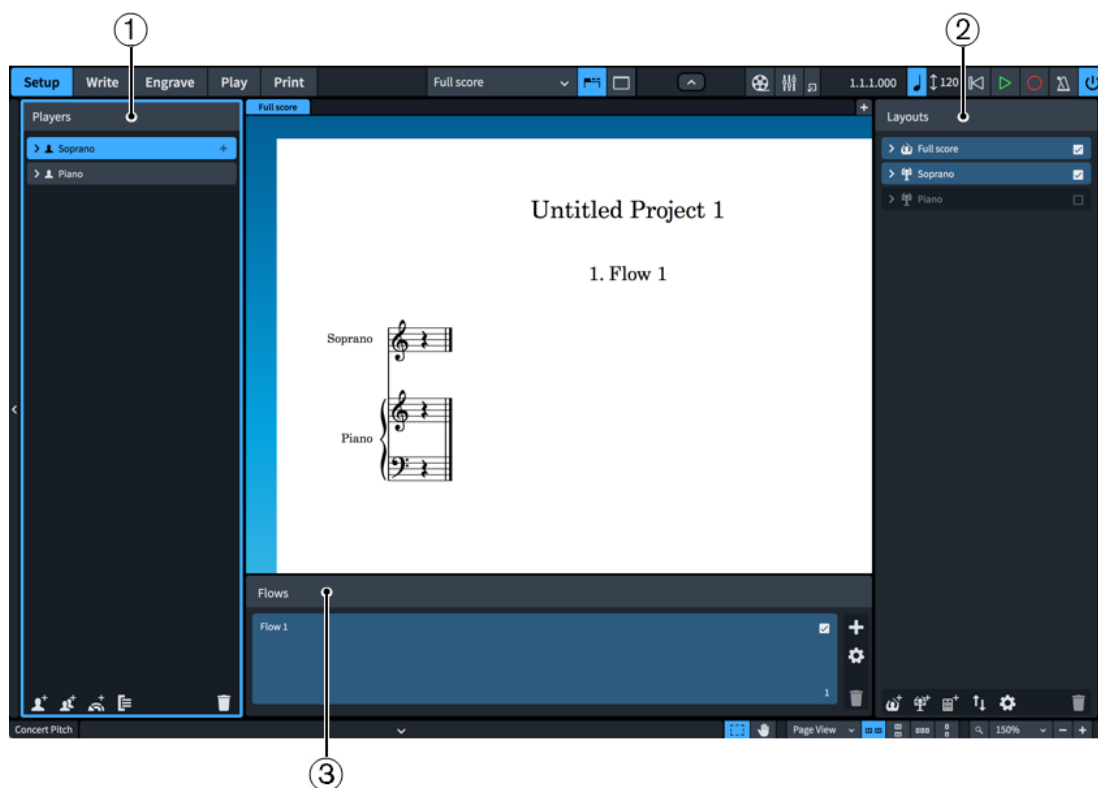 1
2
Setup Write Engrave Play Print Full score 1.1.1.000 120
Players
Full score
Layouts
Soprano
Piano
Full score
Soprano
Piano
Untitled Project 1
1. Flow 1
Soprano
Piano
Flows
Flow 1
1
Concert Pitch Page View 150%
3